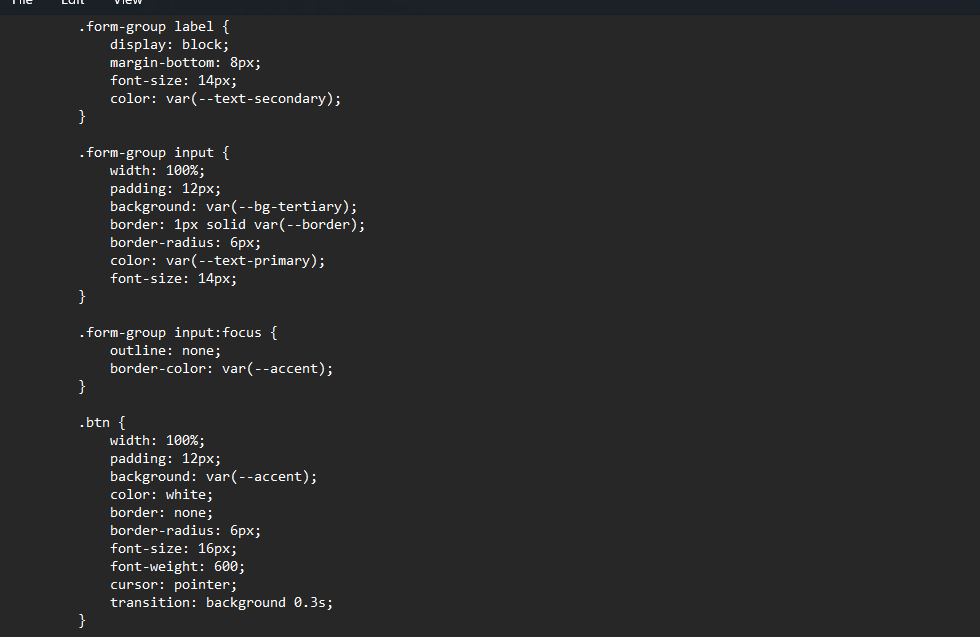 File Edit View
.form-group label {
display: block;
margin-bottom: 8px;
font-size: 14px;
color: var(--text-secondary);
}
.form-group input {
width: 100%;
padding: 12px;
background: var(--bg-tertiary);
border: 1px solid var(--border);
border-radius: 6px;
color: var(--text-primary);
font-size: 14px;
}
.form-group input:focus {
outline: none;
border-color: var(--accent);
}
.btn {
width: 100%;
padding: 12px;
background: var(--accent);
color: white;
border: none;
border-radius: 6px;
font-size: 16px;
font-weight: 600;
cursor: pointer;
transition: background 0.3s;
}